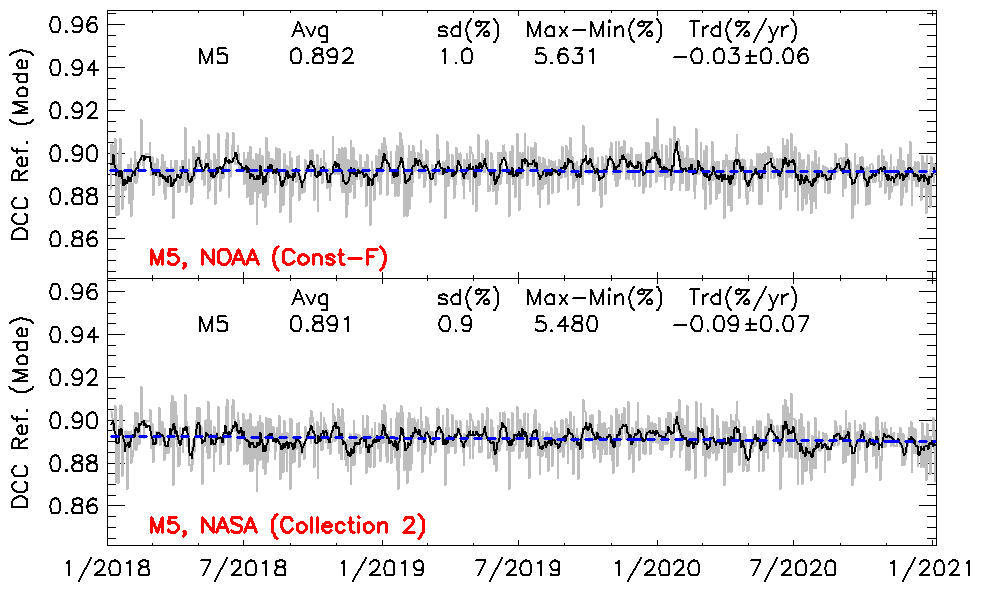 Avg sd(%) Max-Min(%) Trd(%/yr)
M5 0.892 1.0 5.631 -0.03±0.06
0.96
0.94
0.92
0.90
0.88
0.86
DCC Ref. (Mode)
M5, NOAA (Const-F)
Avg sd(%) Max-Min(%) Trd(%/yr)
M5 0.891 0.9 5.480 -0.09±0.07
0.96
0.94
0.92
0.90
0.88
0.86
DCC Ref. (Mode)
M5, NASA (Collection 2)
1/2018 7/2018 1/2019 7/2019 1/2020 7/2020 1/2021